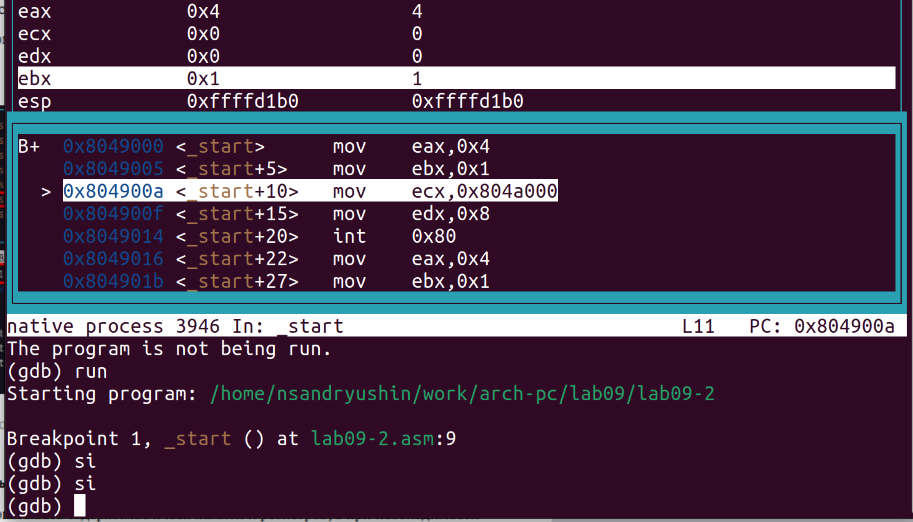 eax 0x4 4
ecx 0x0 0
edx 0x0 0
ebx 0x1 1
esp 0xffffd1b0 0xffffd1b0
B+ 0x8049000 <_start> mov eax,0x4
0x8049005 <_start+5> mov ebx,0x1
> 0x804900a <_start+10> mov ecx,0x804a000
0x804900f <_start+15> mov edx,0x8
0x8049014 <_start+20> int 0x80
0x8049016 <_start+22> mov eax,0x4
0x804901b <_start+27> mov ebx,0x1
native process 3946 In: _start L11 PC: 0x804900a
The program is not being run.
(gdb) run
Starting program: /home/nsandryushin/work/arch-pc/lab09/lab09-2
Breakpoint 1, _start () at lab09-2.asm:9
(gdb) si
(gdb) si
(gdb)